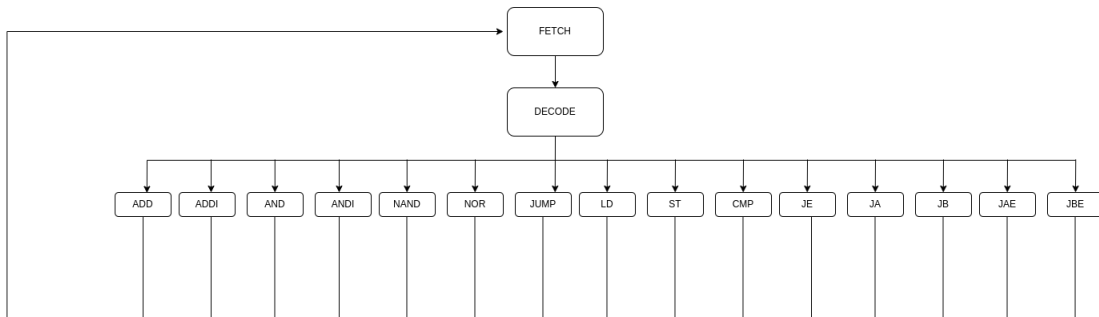 FETCH
DECODE
ADD ADDI AND ANDI NAND NOR JUMP LD ST CMP JE JA JB JAE JBE